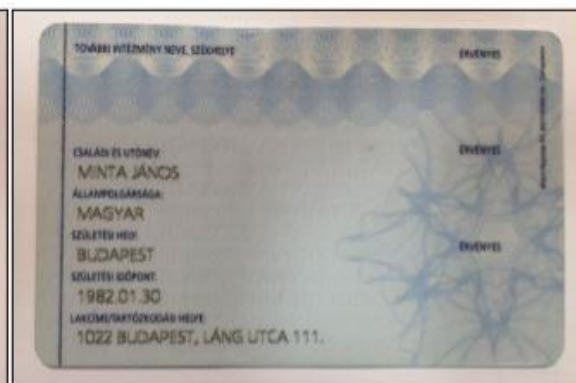 TOVÁBBI INTÉZMÉNY NEVE, SZÉKHELYE
ÉRVÉNYES
CSALÁDI ÉS UTÓNÉV:
MINTA JÁNOS
ÉRVÉNYES
ÁLLAMPOLGÁRSÁGA:
MAGYAR
SZÜLETÉSI HELY:
BUDAPEST
ÉRVÉNYES
SZÜLETÉSI IDŐPONT:
1982.01.30
LAKCÍME/TARTÓZKODÁSI HELYE:
1022 BUDAPEST, LÁNG UTCA 111.